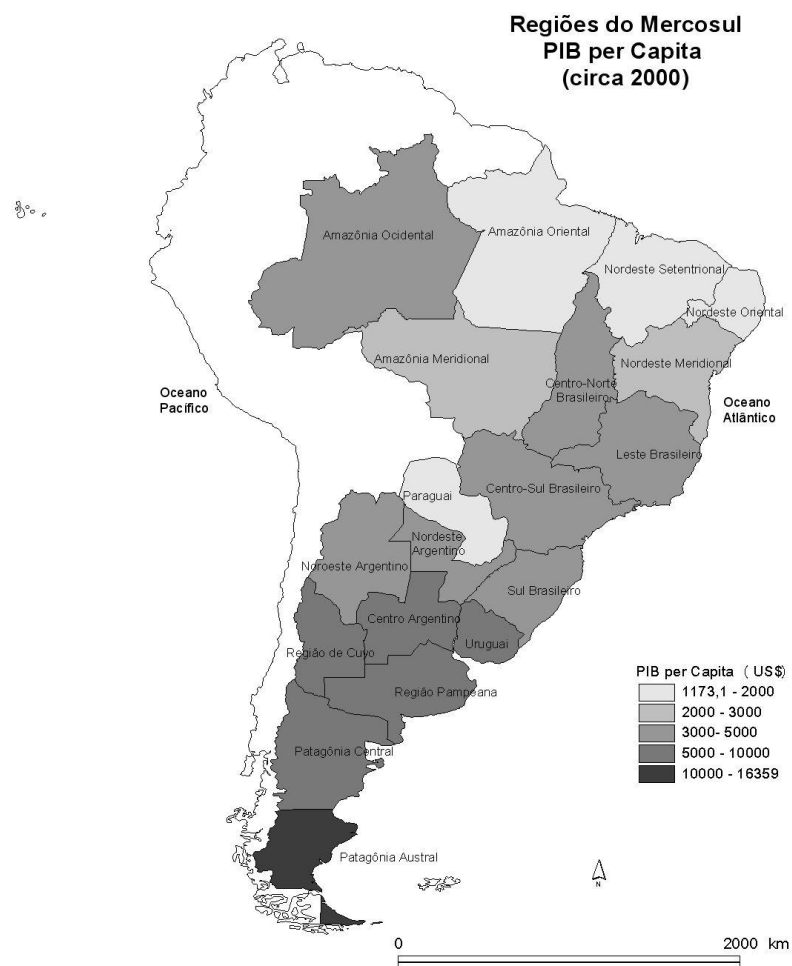 Regiões do Mercosul
PIB per Capita
(circa 2000)
Amazônia Ocidental
Amazônia Oriental
Nordeste Setentrional
Nordeste Oriental
Amazônia Meridional
Nordeste Meridional
Centro-Norte
Brasileiro
Oceano
Pacífico
Oceano
Atlântico
Leste Brasileiro
Centro-Sul Brasileiro
Paraguai
Nordeste
Argentino
Noroeste Argentino
Sul Brasileiro
Centro Argentino
Uruguai
Região de Cuyo
Região Pampeana
Patagônia Central
Patagônia Austral
PIB per Capita ( US$)
1173,1 - 2000
2000 - 3000
3000- 5000
5000 - 10000
10000 - 16359
N
0 2000 km